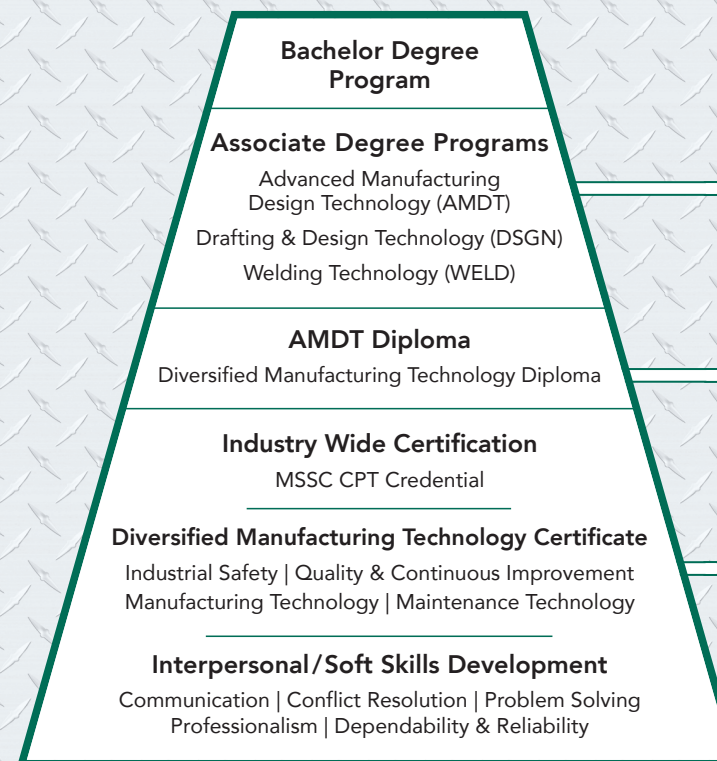 Bachelor Degree
Program
Associate Degree Programs
Advanced Manufacturing
Design Technology (AMDT)
Drafting & Design Technology (DSGN)
Welding Technology (WELD)
AMDT Diploma
Diversified Manufacturing Technology Diploma
Industry Wide Certification
MSSC CPT Credential
Diversified Manufacturing Technology Certificate
Industrial Safety | Quality & Continuous Improvement
Manufacturing Technology | Maintenance Technology
Interpersonal/Soft Skills Development
Communication | Conflict Resolution | Problem Solving
Professionalism | Dependability & Reliability